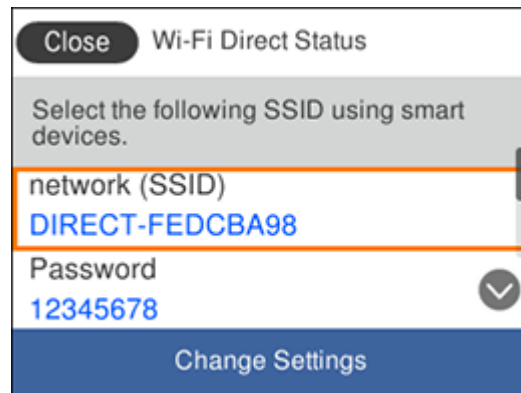 Close Wi-Fi Direct Status
Select the following SSID using smart
devices.
network (SSID)
DIRECT-FEDCBA98
Password
12345678
Change Settings